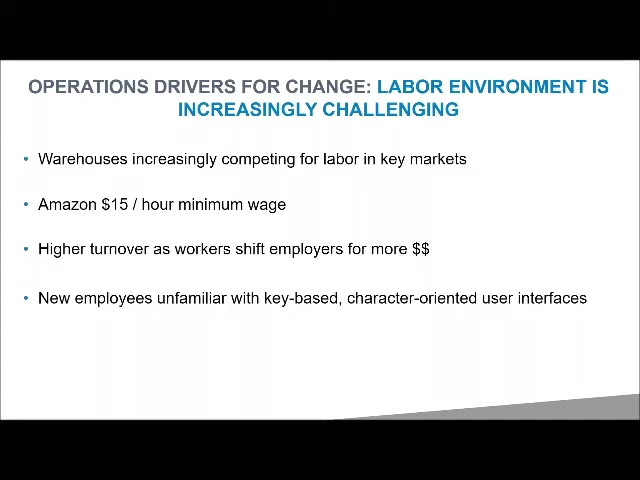 OPERATIONS DRIVERS FOR CHANGE: LABOR ENVIRONMENT IS
INCREASINGLY CHALLENGING
• Warehouses increasingly competing for labor in key markets
• Amazon $15 / hour minimum wage
• Higher turnover as workers shift employers for more $$
• New employees unfamiliar with key-based, character-oriented user interfaces